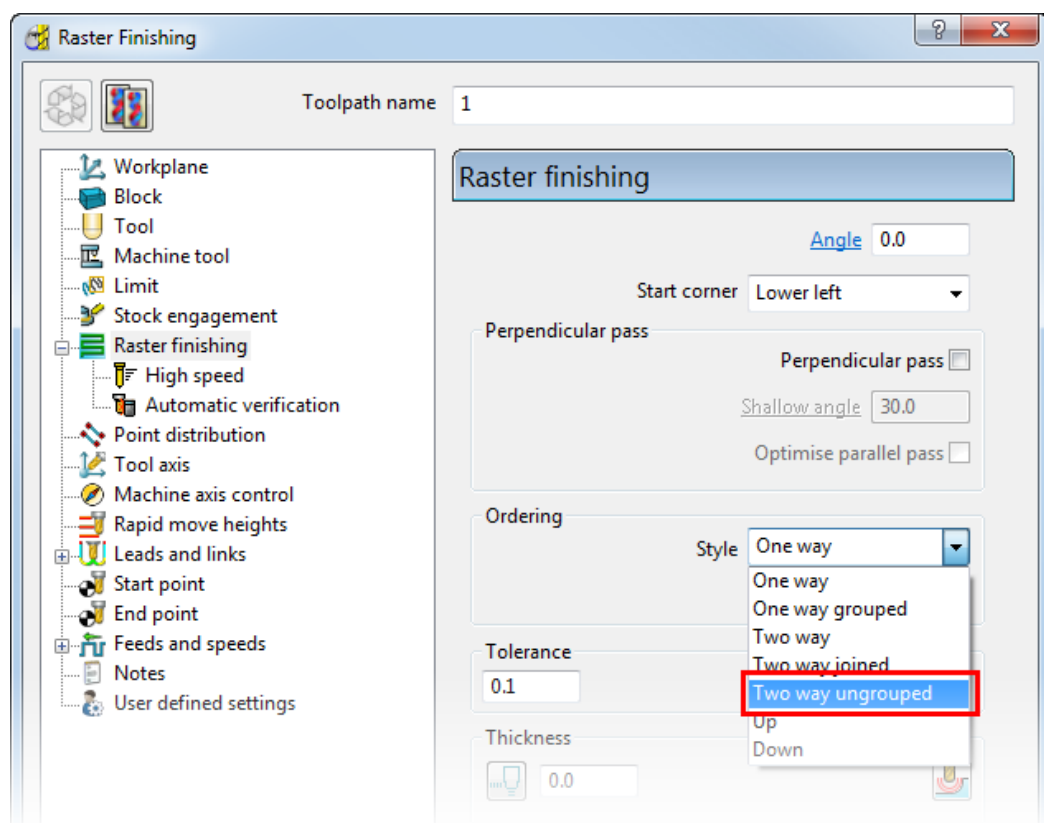 Raster Finishing
? X
Toolpath name 1
Workplane
Block
Tool
Machine tool
Limit
Stock engagement
Raster finishing
High speed
Automatic verification
Point distribution
Tool axis
Machine axis control
Rapid move heights
Leads and links
Start point
End point
Feeds and speeds
Notes
User defined settings
Raster finishing
Angle 0.0
Start corner Lower left
Perpendicular pass
Perpendicular pass
Shallow angle 30.0
Optimise parallel pass
Ordering
Style One way
One way
One way grouped
Two way
Two way joined
Two way ungrouped
Up
Down
Tolerance
0.1
Thickness
0.0